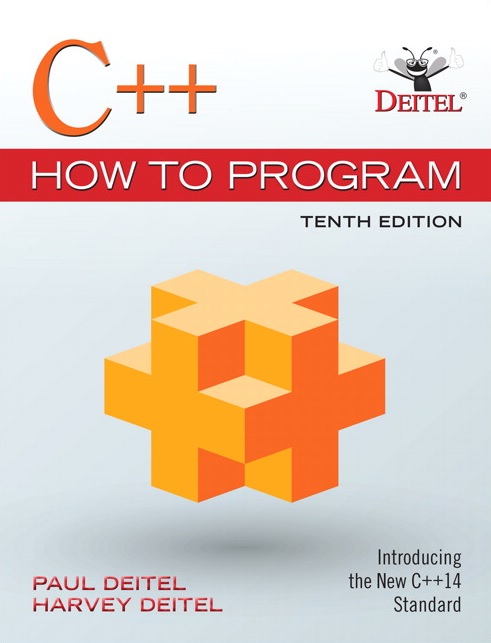 C++
DEITEL®
HOW TO PROGRAM
TENTH EDITION
Introducing
the New C++14
Standard
PAUL DEITEL
HARVEY DEITEL